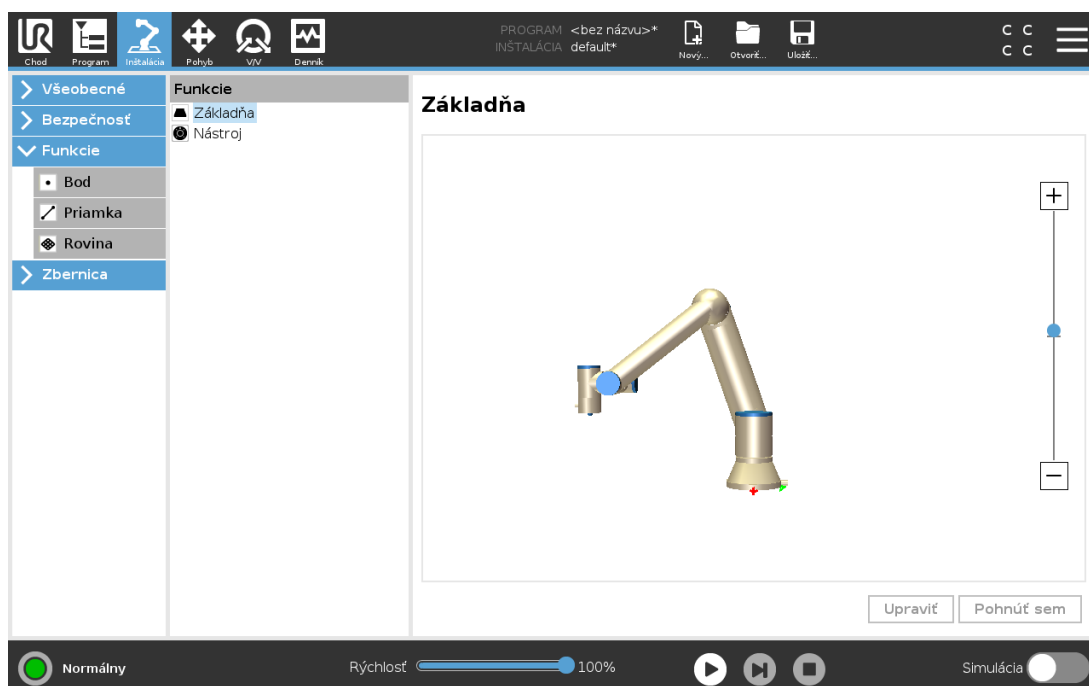 UR
Chod
Program
Inštalácia
Pohyb
V/V
Denník
PROGRAM <bez názvu>*
INŠTALÁCIA default*
Nový...
Otvoriť...
Uložiť...
C C
C C
Všeobecné
Bezpečnosť
Funkcie
Bod
Priamka
Rovina
Zbernica
Funkcie
Základňa
Nástroj
Základňa
Upraviť
Pohnúť sem
Normálny
Rýchlosť
100%
Simulácia